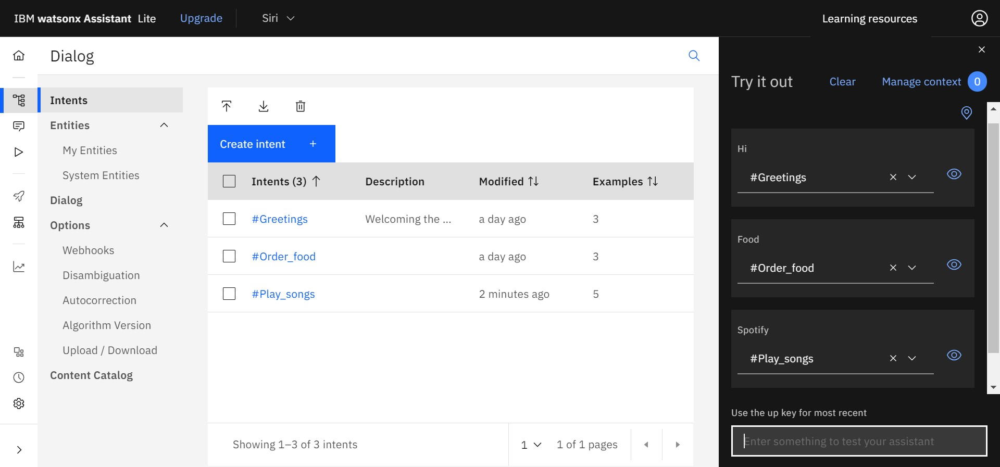 IBM watsonx Assistant Lite Upgrade Siri Learning resources
Dialog
Intents
Entities
My Entities
System Entities
Dialog
Options
Webhooks
Disambiguation
Autocorrection
Algorithm Version
Upload / Download
Content Catalog
Create intent +
Intents (3) Description Modified Examples
#Greetings Welcoming the ... a day ago 3
#Order_food a day ago 3
#Play_songs 2 minutes ago 5
Showing 1–3 of 3 intents 1 1 of 1 pages
Try it out Clear Manage context 0
Hi
#Greetings
Food
#Order_food
Spotify
#Play_songs
Use the up key for most recent
Enter something to test your assistant